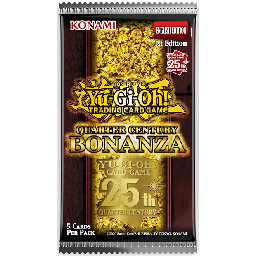 KONAMI
1st Edition
25th
Yu-Gi-Oh!
TRADING CARD GAME
QUARTER CENTURY
BONANZA
YU-GI-OH!
CARD GAME
25th
QUARTER CENTURY
5 CARDS
PER PACK